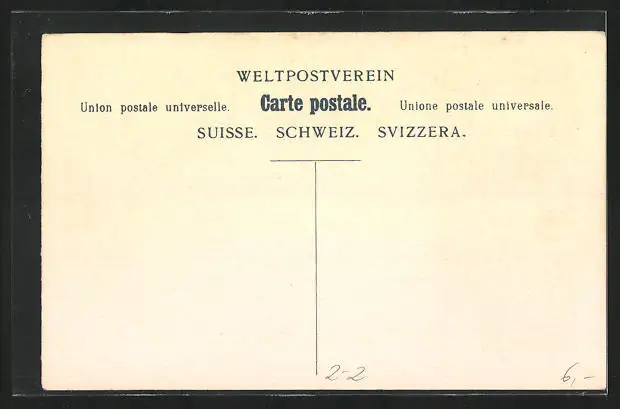 WELTPOSTVEREIN
Union postale universelle. Carte postale. Unione postale universale.
SUISSE. SCHWEIZ. SVIZZERA.
2-2
6,-